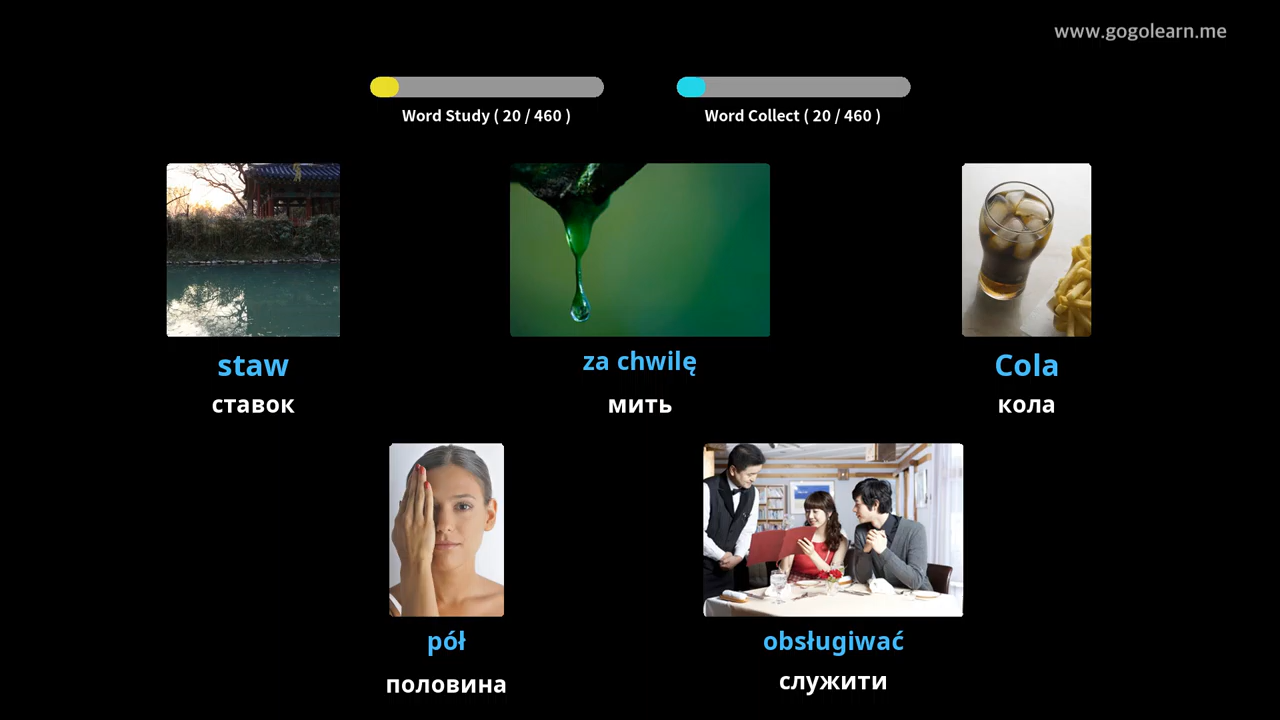 www.gogolearn.me
Word Study ( 20 / 460 )
Word Collect ( 20 / 460 )
staw
ставок
za chwilę
мить
Cola
кола
pół
половина
obsługiwać
служити